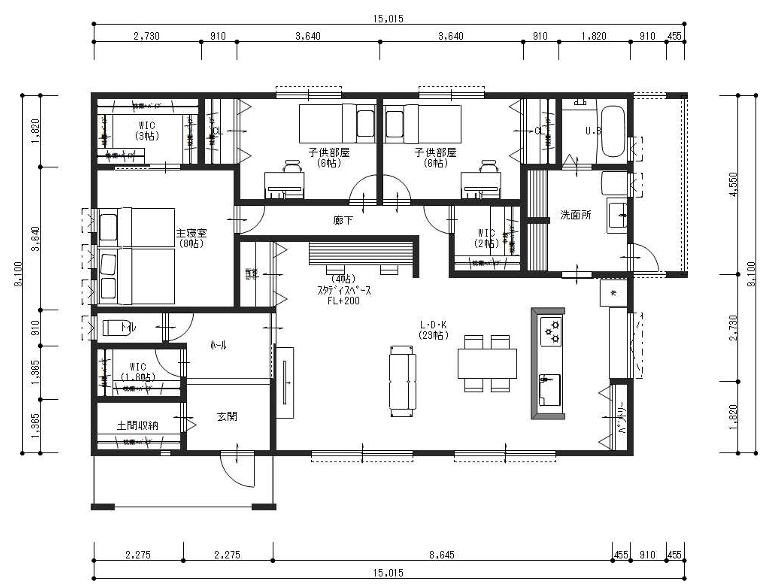 15,015
2,730 910 3,640 3,640 910 1,820 910 455
1,820
3,640
910
1,365
1,365
9,100
WIC
(3帖)
CL
子供部屋
(6帖)
子供部屋
(6帖)
CL
U.B
4,550
2,730
1,820
9,100
主寝室
(8帖)
廊下
WIC
(2帖)
洗面所
(4帖)
スタディスペース
FL+200
L・D・K
(23帖)
冷
トイレ
ホール
WIC
(1.80帖)
玄関
土間収納
パントリー
2,275 2,275 8,645 455 910 455
15,015